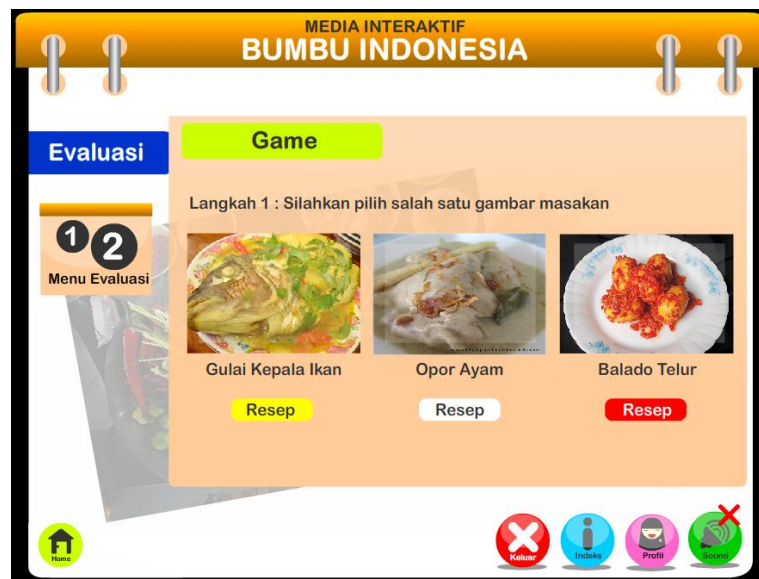 MEDIA INTERAKTIF
BUMBU INDONESIA
Evaluasi
Game
Langkah 1 : Silahkan pilih salah satu gambar masakan
1 2
Menu Evaluasi
Gulai Kepala Ikan
Opor Ayam
Balado Telur
Resep
Resep
Resep
Home
Keluar
Indeks
Profil
Sound